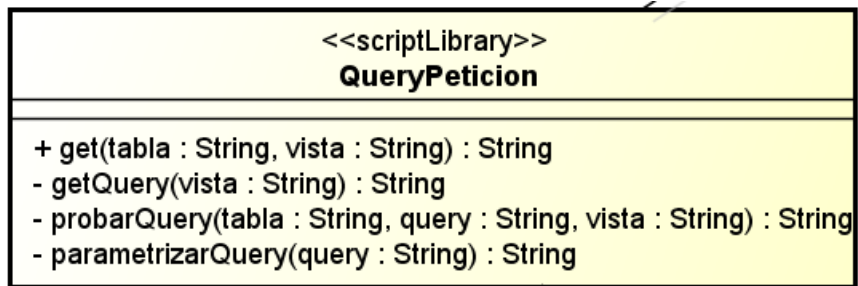 <<scriptLibrary>>
QueryPeticion
+ get(tabla : String, vista : String) : String
- getQuery(vista : String) : String
- probarQuery(tabla : String, query : String, vista : String) : String
- parametrizarQuery(query : String) : String